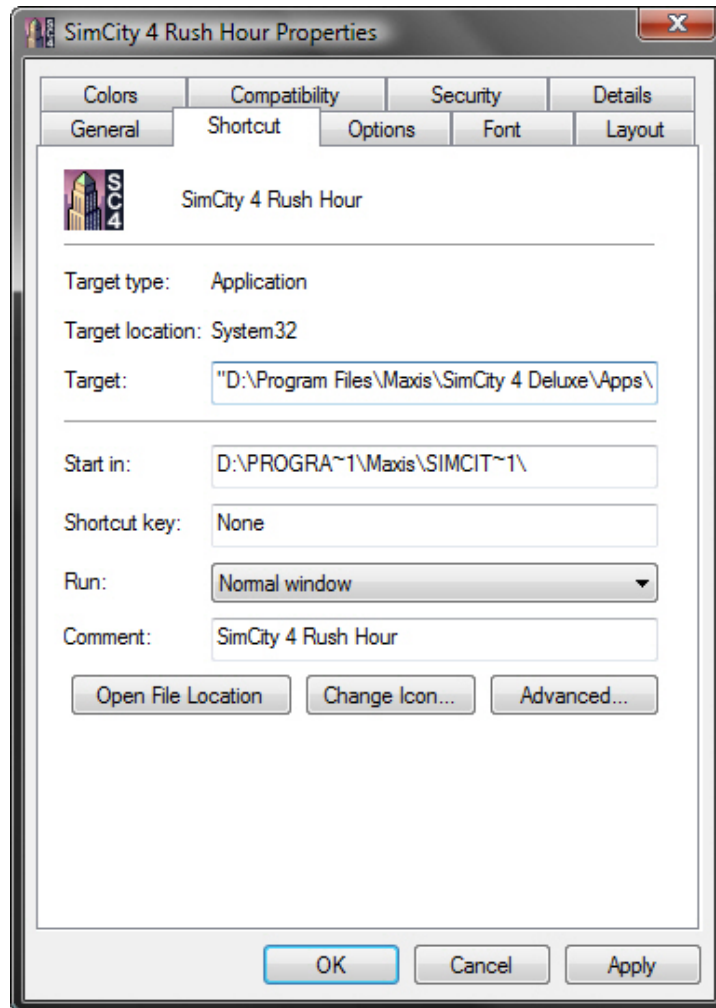 SimCity 4 Rush Hour Properties
Colors Compatibility Security Details
General Shortcut Options Font Layout
SC4
SimCity 4 Rush Hour
Target type: Application
Target location: System32
Target: "D:\Program Files\Maxis\SimCity 4 Deluxe\Apps\
Start in: D:\PROGRA~1\Maxis\SIMCIT~1\
Shortcut key: None
Run: Normal window
Comment: SimCity 4 Rush Hour
Open File Location Change Icon... Advanced...
OK Cancel Apply